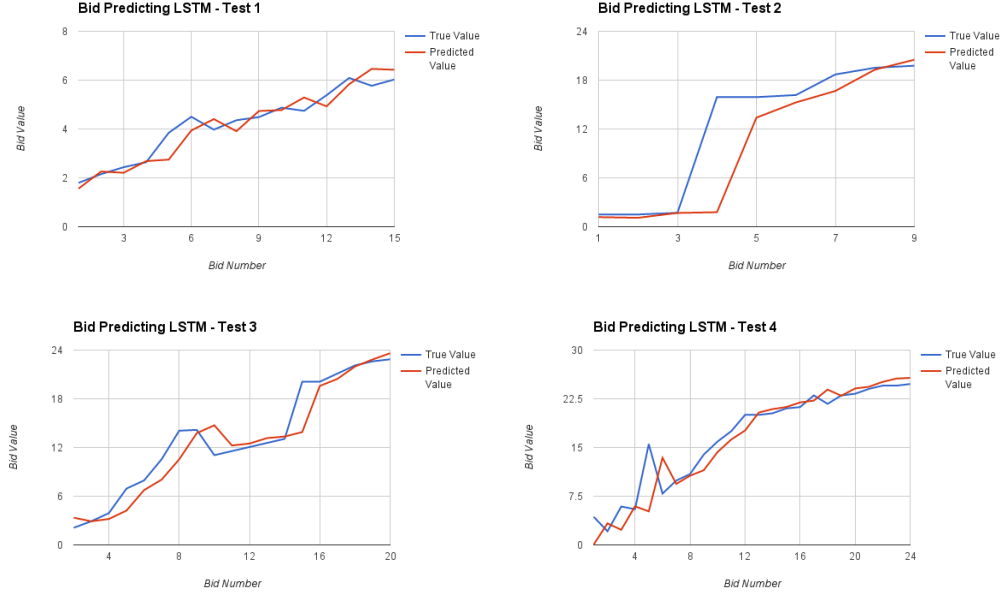 Bid Predicting LSTM - Test 1
8
6
4
2
0
3
6
9
12
15
Bid Value
Bid Number
True Value
Predicted
Value
Bid Predicting LSTM - Test 2
24
18
12
6
0
1
3
5
7
9
Bid Value
Bid Number
True Value
Predicted
Value
Bid Predicting LSTM - Test 3
24
18
12
6
0
4
8
12
16
20
Bid Value
Bid Number
True Value
Predicted
Value
Bid Predicting LSTM - Test 4
30
22.5
15
7.5
0
4
8
12
16
20
24
Bid Value
Bid Number
True Value
Predicted
Value